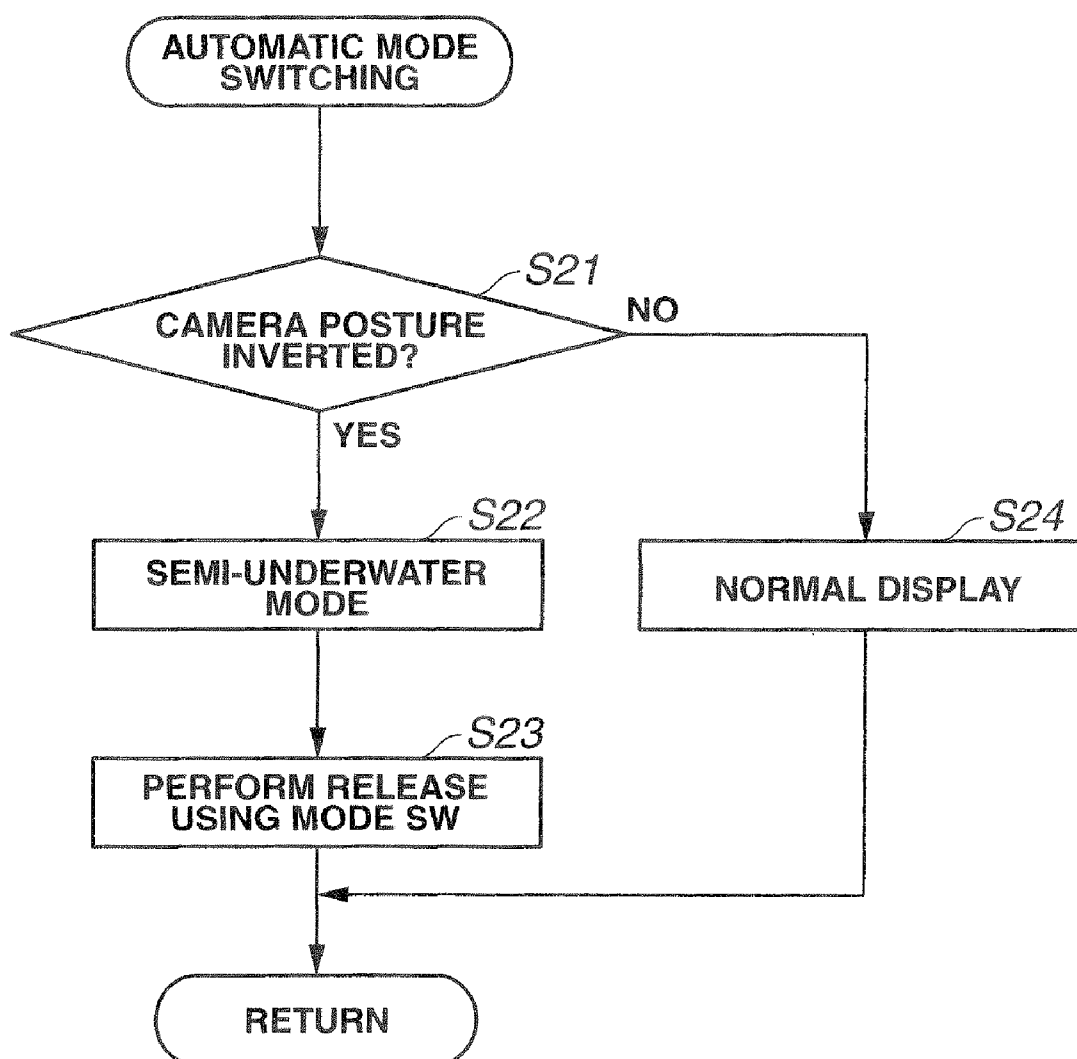 AUTOMATIC MODE
SWITCHING
S21
CAMERA POSTURE
INVERTED?
NO
YES
S22
SEMI-UNDERWATER
MODE
S24
NORMAL DISPLAY
S23
PERFORM RELEASE
USING MODE SW
RETURN